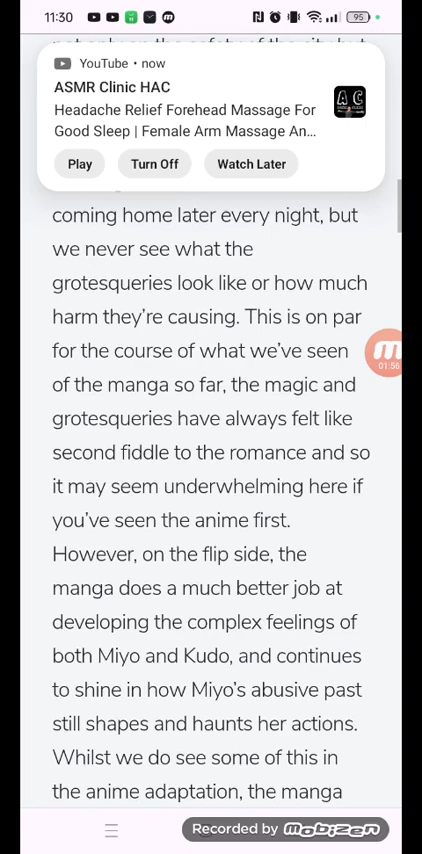 11:30
95
YouTube • now
ASMR Clinic HAC
Headache Relief Forehead Massage For
Good Sleep | Female Arm Massage An...
Play
Turn Off
Watch Later
coming home later every night, but
we never see what the
grotesqueries look like or how much
harm they’re causing. This is on par
for the course of what we’ve seen
01:56
of the manga so far, the magic and
grotesqueries have always felt like
second fiddle to the romance and so
it may seem underwhelming here if
you’ve seen the anime first.
However, on the flip side, the
manga does a much better job at
developing the complex feelings of
both Miyo and Kudo, and continues
to shine in how Miyo’s abusive past
still shapes and haunts her actions.
Whilst we do see some of this in
the anime adaptation, the manga
Recorded by mobizen